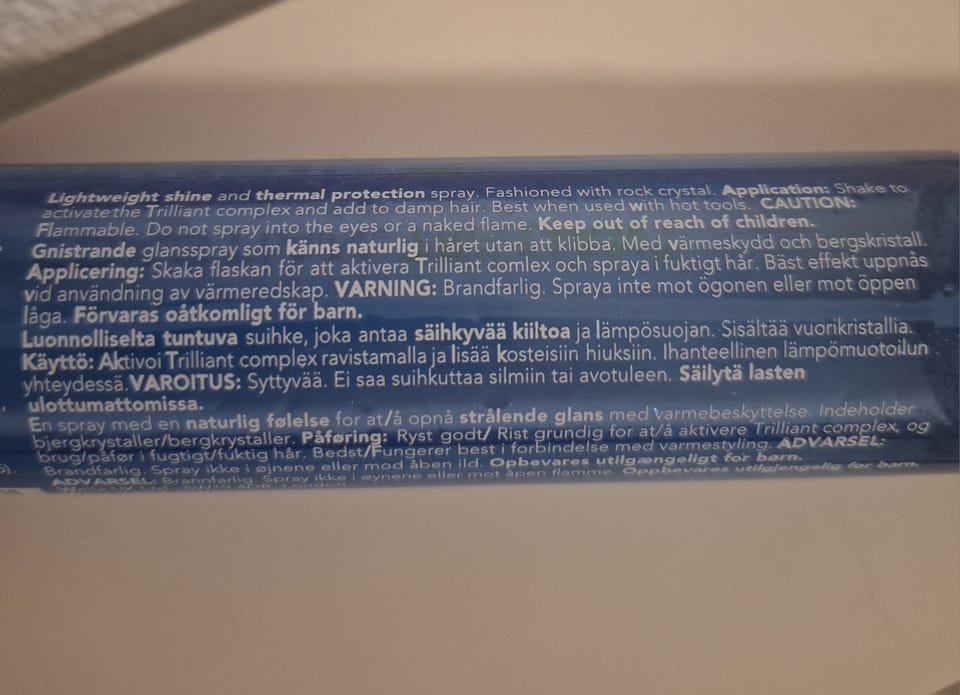 Lightweight shine and thermal protection spray. Fashioned with rock crystal. Application: Shake to
activate the Trilliant complex and add to damp hair. Best when used with hot tools. CAUTION:
Flammable. Do not spray into the eyes or a naked flame. Keep out of reach of children.
Gnistrande glansspray som känns naturlig i håret utan att klibba. Med värmeskydd och bergskristall.
Applicering: Skaka flaskan för att aktivera Trilliant comlex och spraya i fuktigt hår. Bäst effekt uppnås
vid användning av värmeredskap. VARNING: Brandfarlig. Spraya inte mot ögonen eller mot öppen
låga. Förvaras oåtkomligt för barn.
Luonnolliselta tuntuva suihke, joka antaa säihkyvää kiiltoa ja lämpösuojan. Sisältää vuorikristallia.
Käyttö: Aktivoi Trilliant complex ravistamalla ja lisää kosteisiin hiuksiin. Ihanteellinen lämpömuotoilun
yhteydessä. VAROITUS: Syttyvää. Ei saa suihkuttaa silmiin tai avotuleen. Säilytä lasten
ulottumattomissa.
En spray med en naturlig følelse for at/å opnå strålende glans med varmebeskyttelse. Indeholder
bjergkrystaller/bergkrystaller. Påføring: Ryst godt/ Rist grundig for at/å aktivere Trilliant complex, og
brug/påfør i fugtigt/fuktig hår. Bedst/Fungerer best i forbindelse med varmestyling. ADVARSEL:
Brandfarlig. Spray ikke i øjnene eller mod åben ild. Opbevares utilgængeligt for børn.
ADVARSEL: Brannfarlig. Spray ikke i øynene eller mot åpen flamme. Oppbevares utilgjengelig for barn.
London